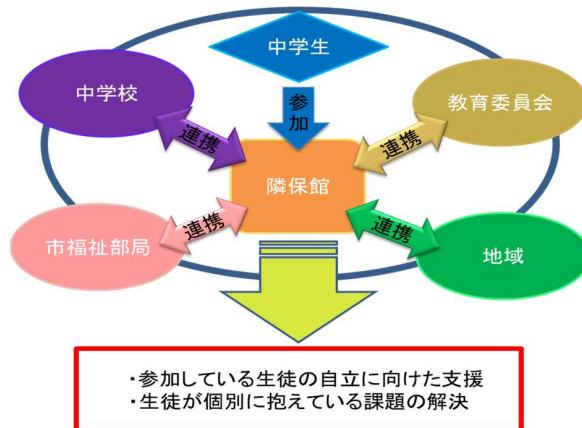 中学生
中学校
教育委員会
参加
連携
連携
隣保館
市福祉部局
連携
連携
地域
・参加している生徒の自立に向けた支援
・生徒が個別に抱えている課題の解決